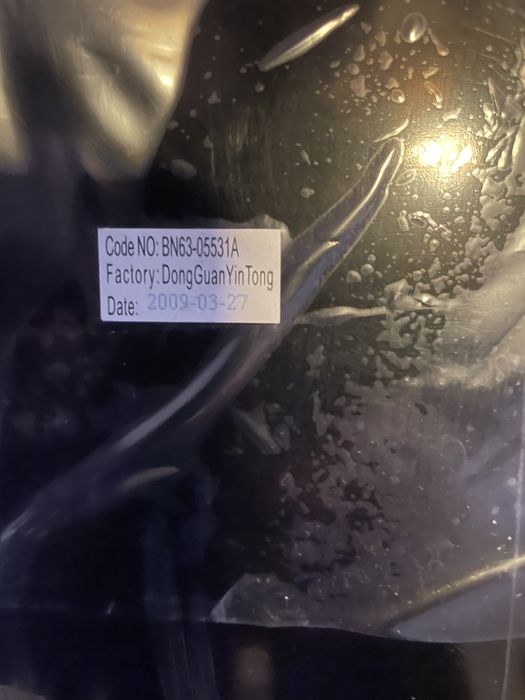 Code NO: BN63-05531A
Factory: DongGuanYinTong
Date: 2009-03-27